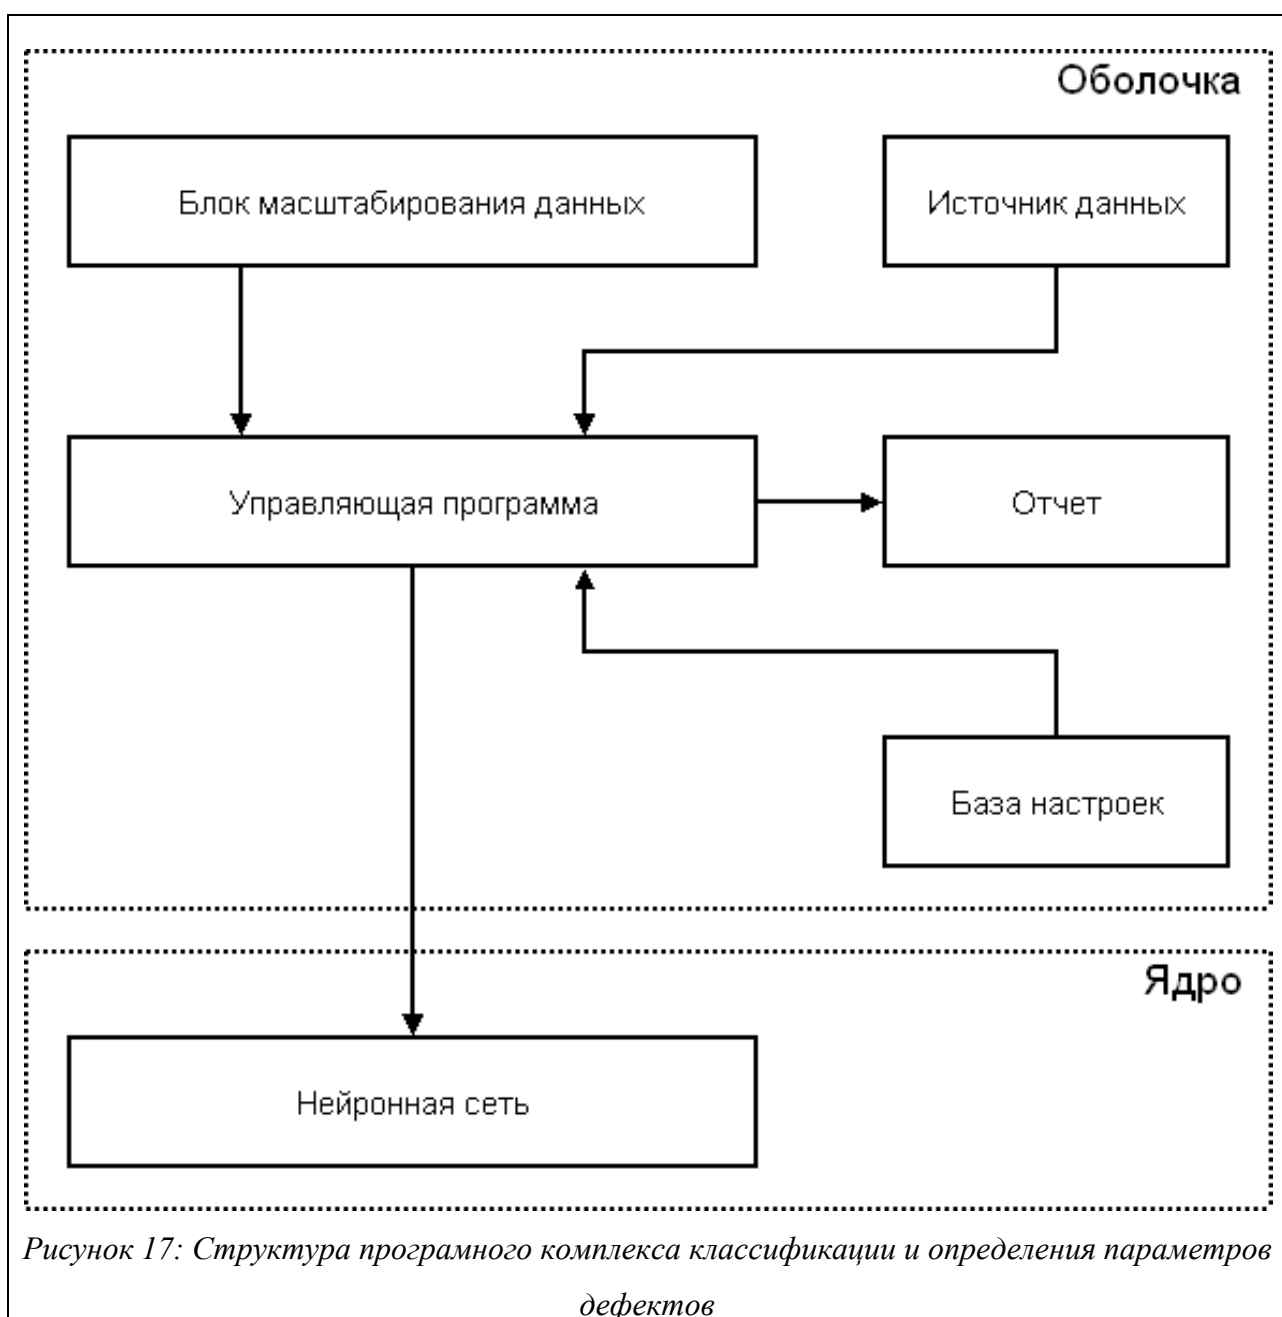 Оболочка
Блок масштабирования данных
Источник данных
Управляющая программа
Отчет
База настроек
Ядро
Нейронная сеть
Рисунок 17: Структура програмного комплекса классификации и определения параметров
дефектов